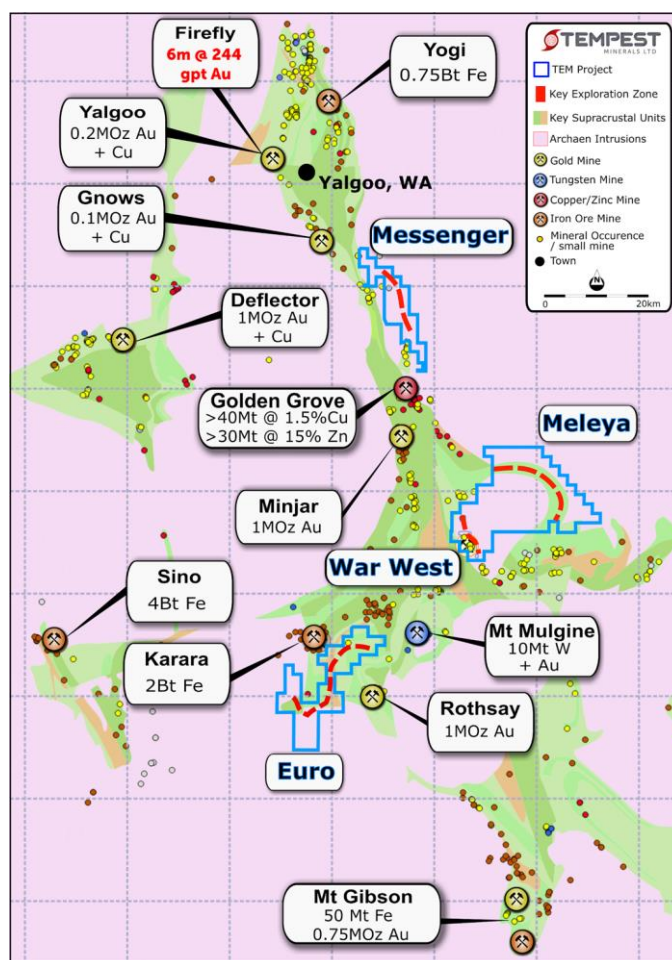 Firefly
6m @ 244
gpt Au
Yogi
0.75Bt Fe
TEMPEST
MINERALS LTD
TEM Project
Key Exploration Zone
Key Supracrustal Units
Archaen Intrusions
Gold Mine
Tungsten Mine
Copper/Zinc Mine
Iron Ore Mine
Mineral Occurence
/ small mine
Town
N
0
20km
Yalgoo
0.2MOz Au
+ Cu
Yalgoo, WA
Gnows
0.1MOz Au
+ Cu
Messenger
Deflector
1MOz Au
+ Cu
Golden Grove
>40Mt @ 1.5%Cu
>30Mt @ 15% Zn
Meleya
Minjar
1MOz Au
War West
Sino
4Bt Fe
Karara
2Bt Fe
Mt Mulgine
10Mt W
+ Au
Rothsay
1MOz Au
Euro
Mt Gibson
50 Mt Fe
0.75MOz Au